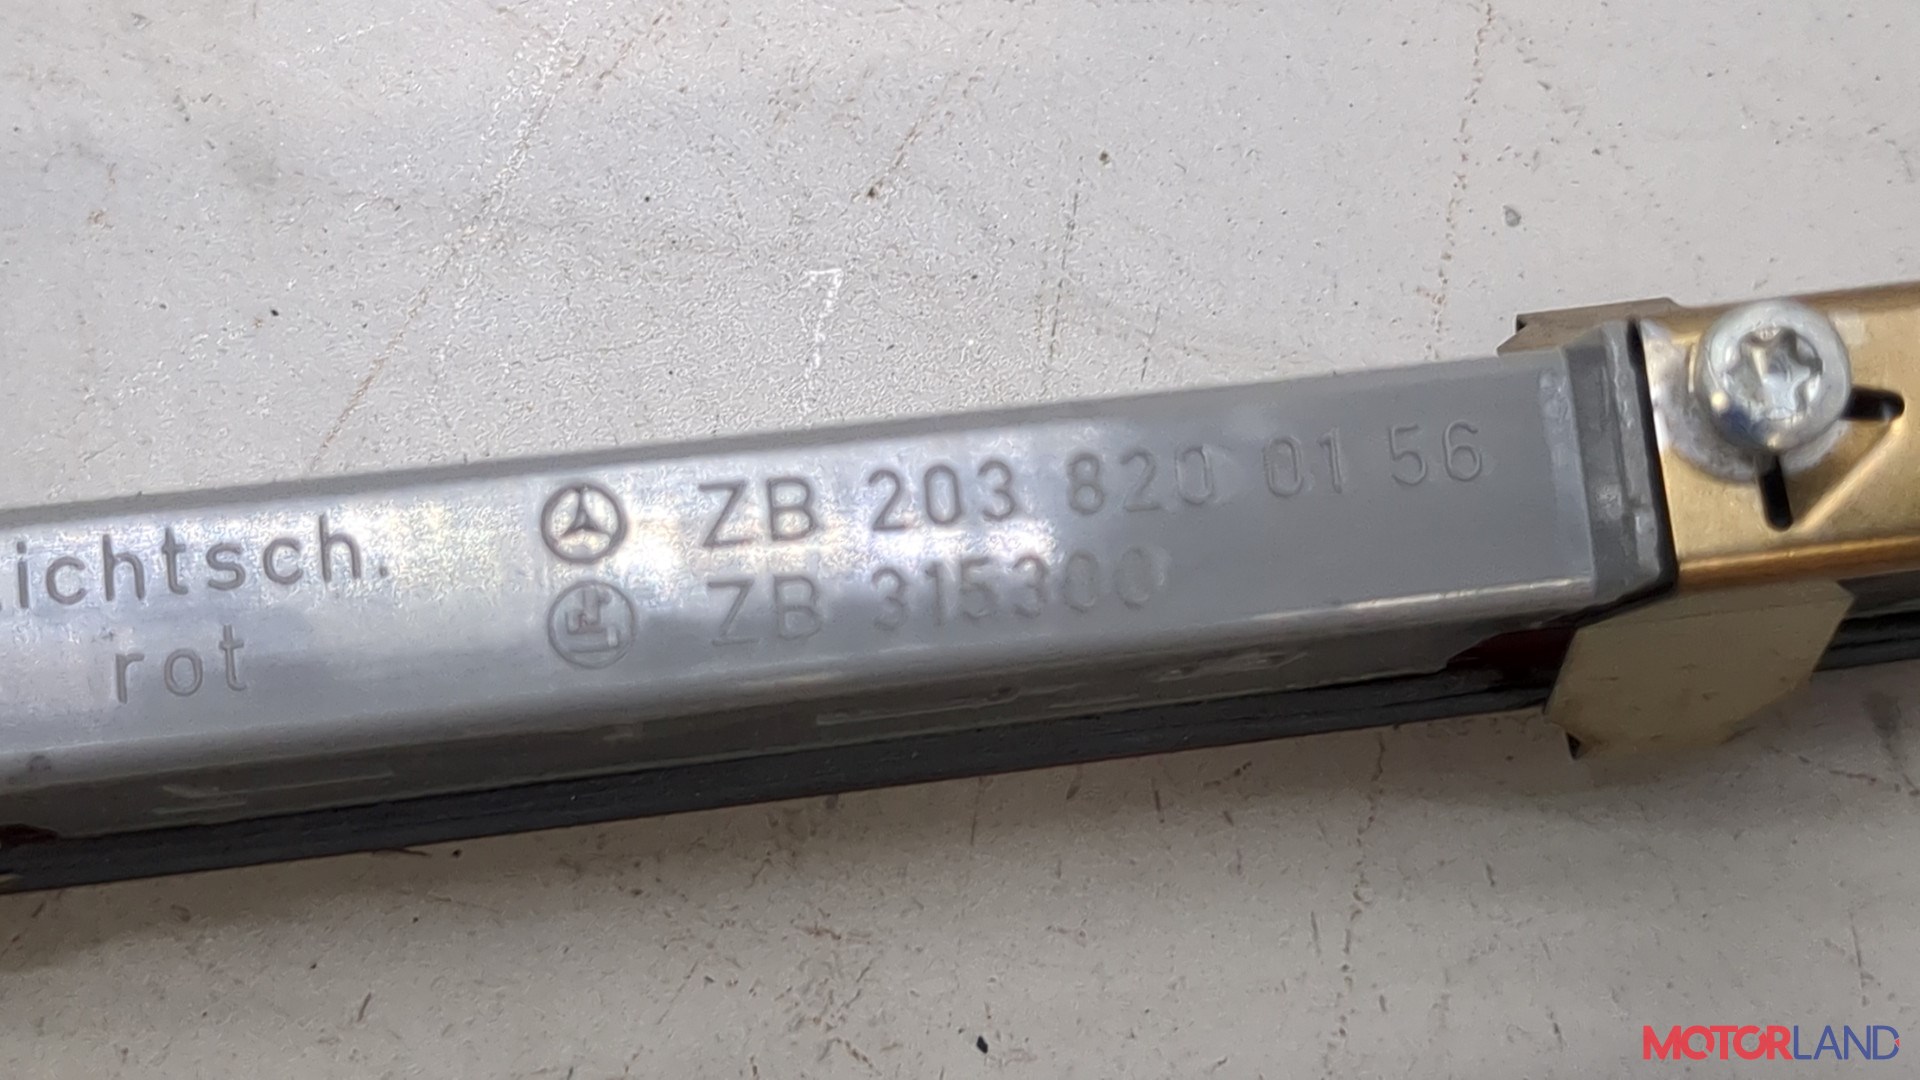 .ichtsch.
rot
ZB 203 820 01 56
ZB 315300
MOTORLAND